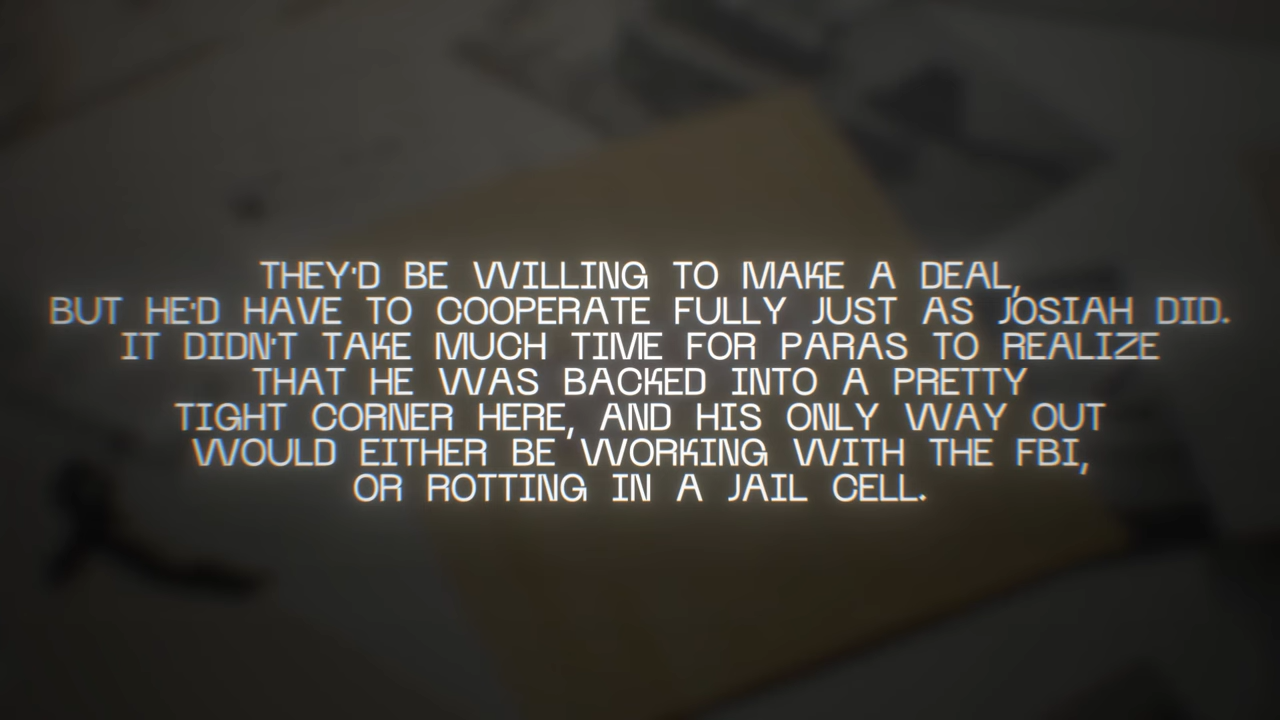 THEY'D BE WILLING TO MAKE A DEAL,
BUT HE'D HAVE TO COOPERATE FULLY JUST AS JOSIAH DID.
IT DIDN'T TAKE MUCH TIME FOR PARAS TO REALIZE
THAT HE WAS BACKED INTO A PRETTY
TIGHT CORNER HERE, AND HIS ONLY WAY OUT
WOULD EITHER BE WORKING WITH THE FBI,
OR ROTTING IN A JAIL CELL.